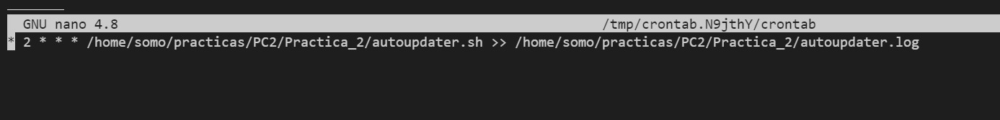 GNU nano 4.8 /tmp/crontab.N9jthY/crontab
* 2 * * * /home/somo/practicas/PC2/Practica_2/autoupdater.sh >> /home/somo/practicas/PC2/Practica_2/autoupdater.log